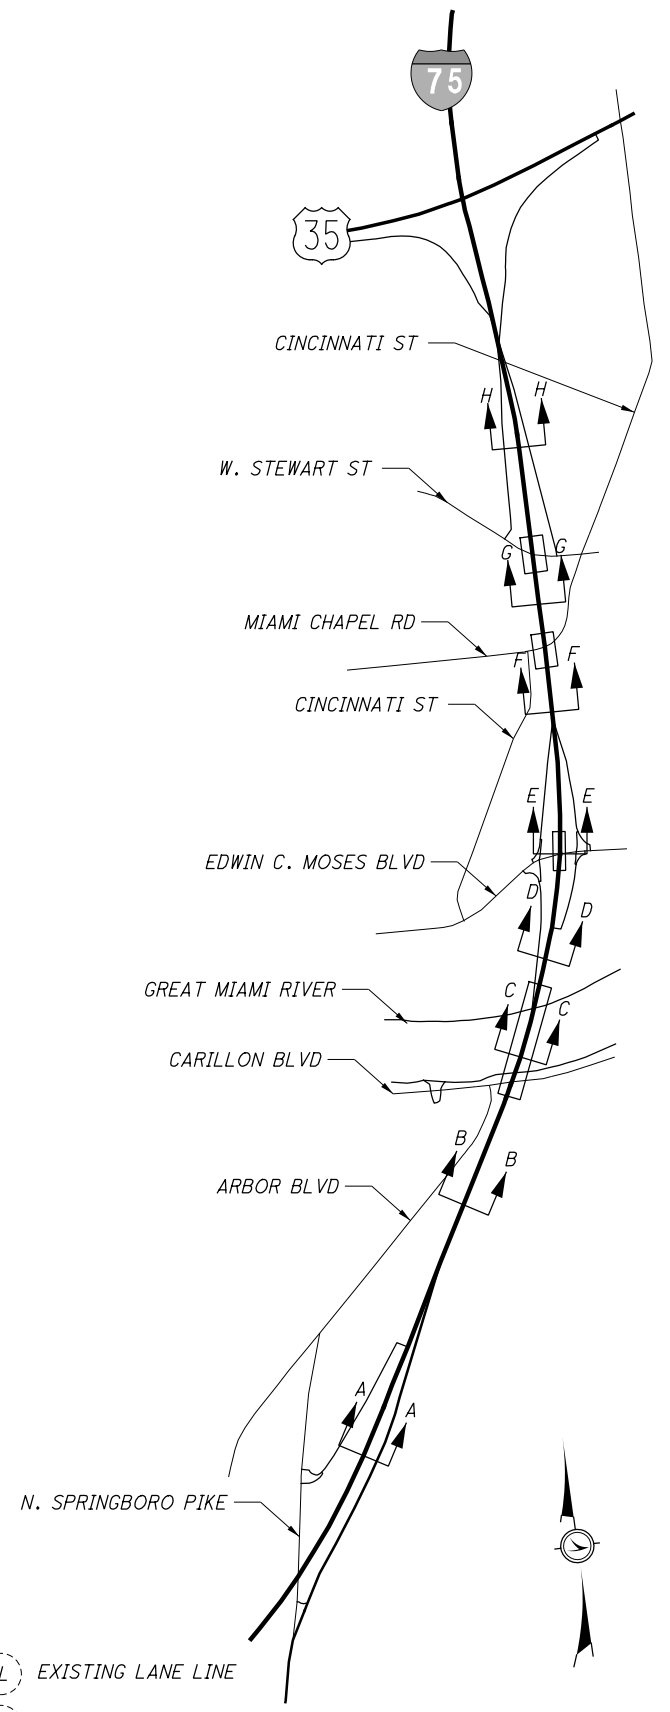 75
35
CINCINNATI ST
H H
W. STEWART ST
G G
MIAMI CHAPEL RD
F F
CINCINNATI ST
E E
EDWIN C. MOSES BLVD
D D
GREAT MIAMI RIVER
C C
CARILLON BLVD
B B
ARBOR BLVD
A A
N. SPRINGBORO PIKE
L EXISTING LANE LINE